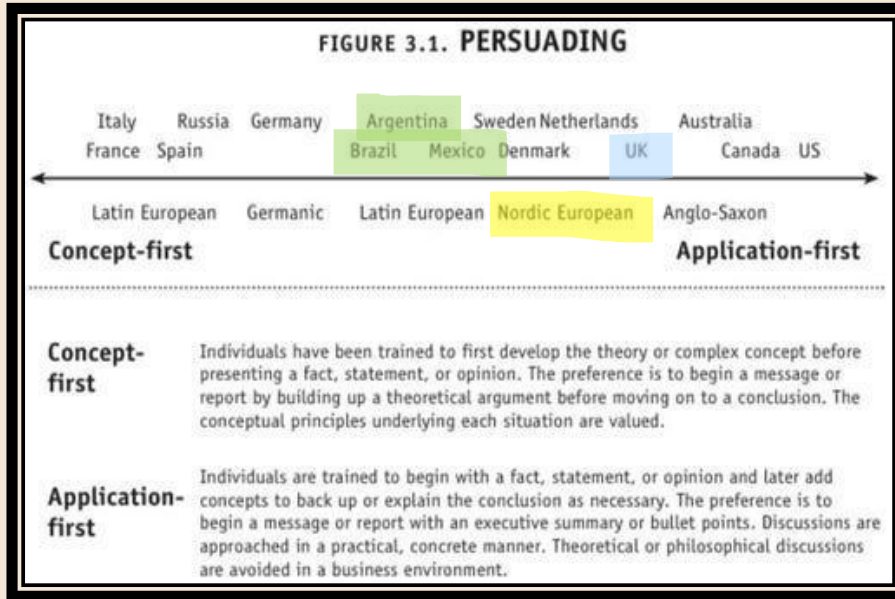 FIGURE 3.1. PERSUADING
Italy Russia Germany Argentina Sweden Netherlands Australia
France Spain Brazil Mexico Denmark UK Canada US
Latin European Germanic Latin European Nordic European Anglo-Saxon
Concept-first Application-first
Concept-
first
Individuals have been trained to first develop the theory or complex concept before
presenting a fact, statement, or opinion. The preference is to begin a message or
report by building up a theoretical argument before moving on to a conclusion. The
conceptual principles underlying each situation are valued.
Application-
first
Individuals are trained to begin with a fact, statement, or opinion and later add
concepts to back up or explain the conclusion as necessary. The preference is to
begin a message or report with an executive summary or bullet points. Discussions are
approached in a practical, concrete manner. Theoretical or philosophical discussions
are avoided in a business environment.